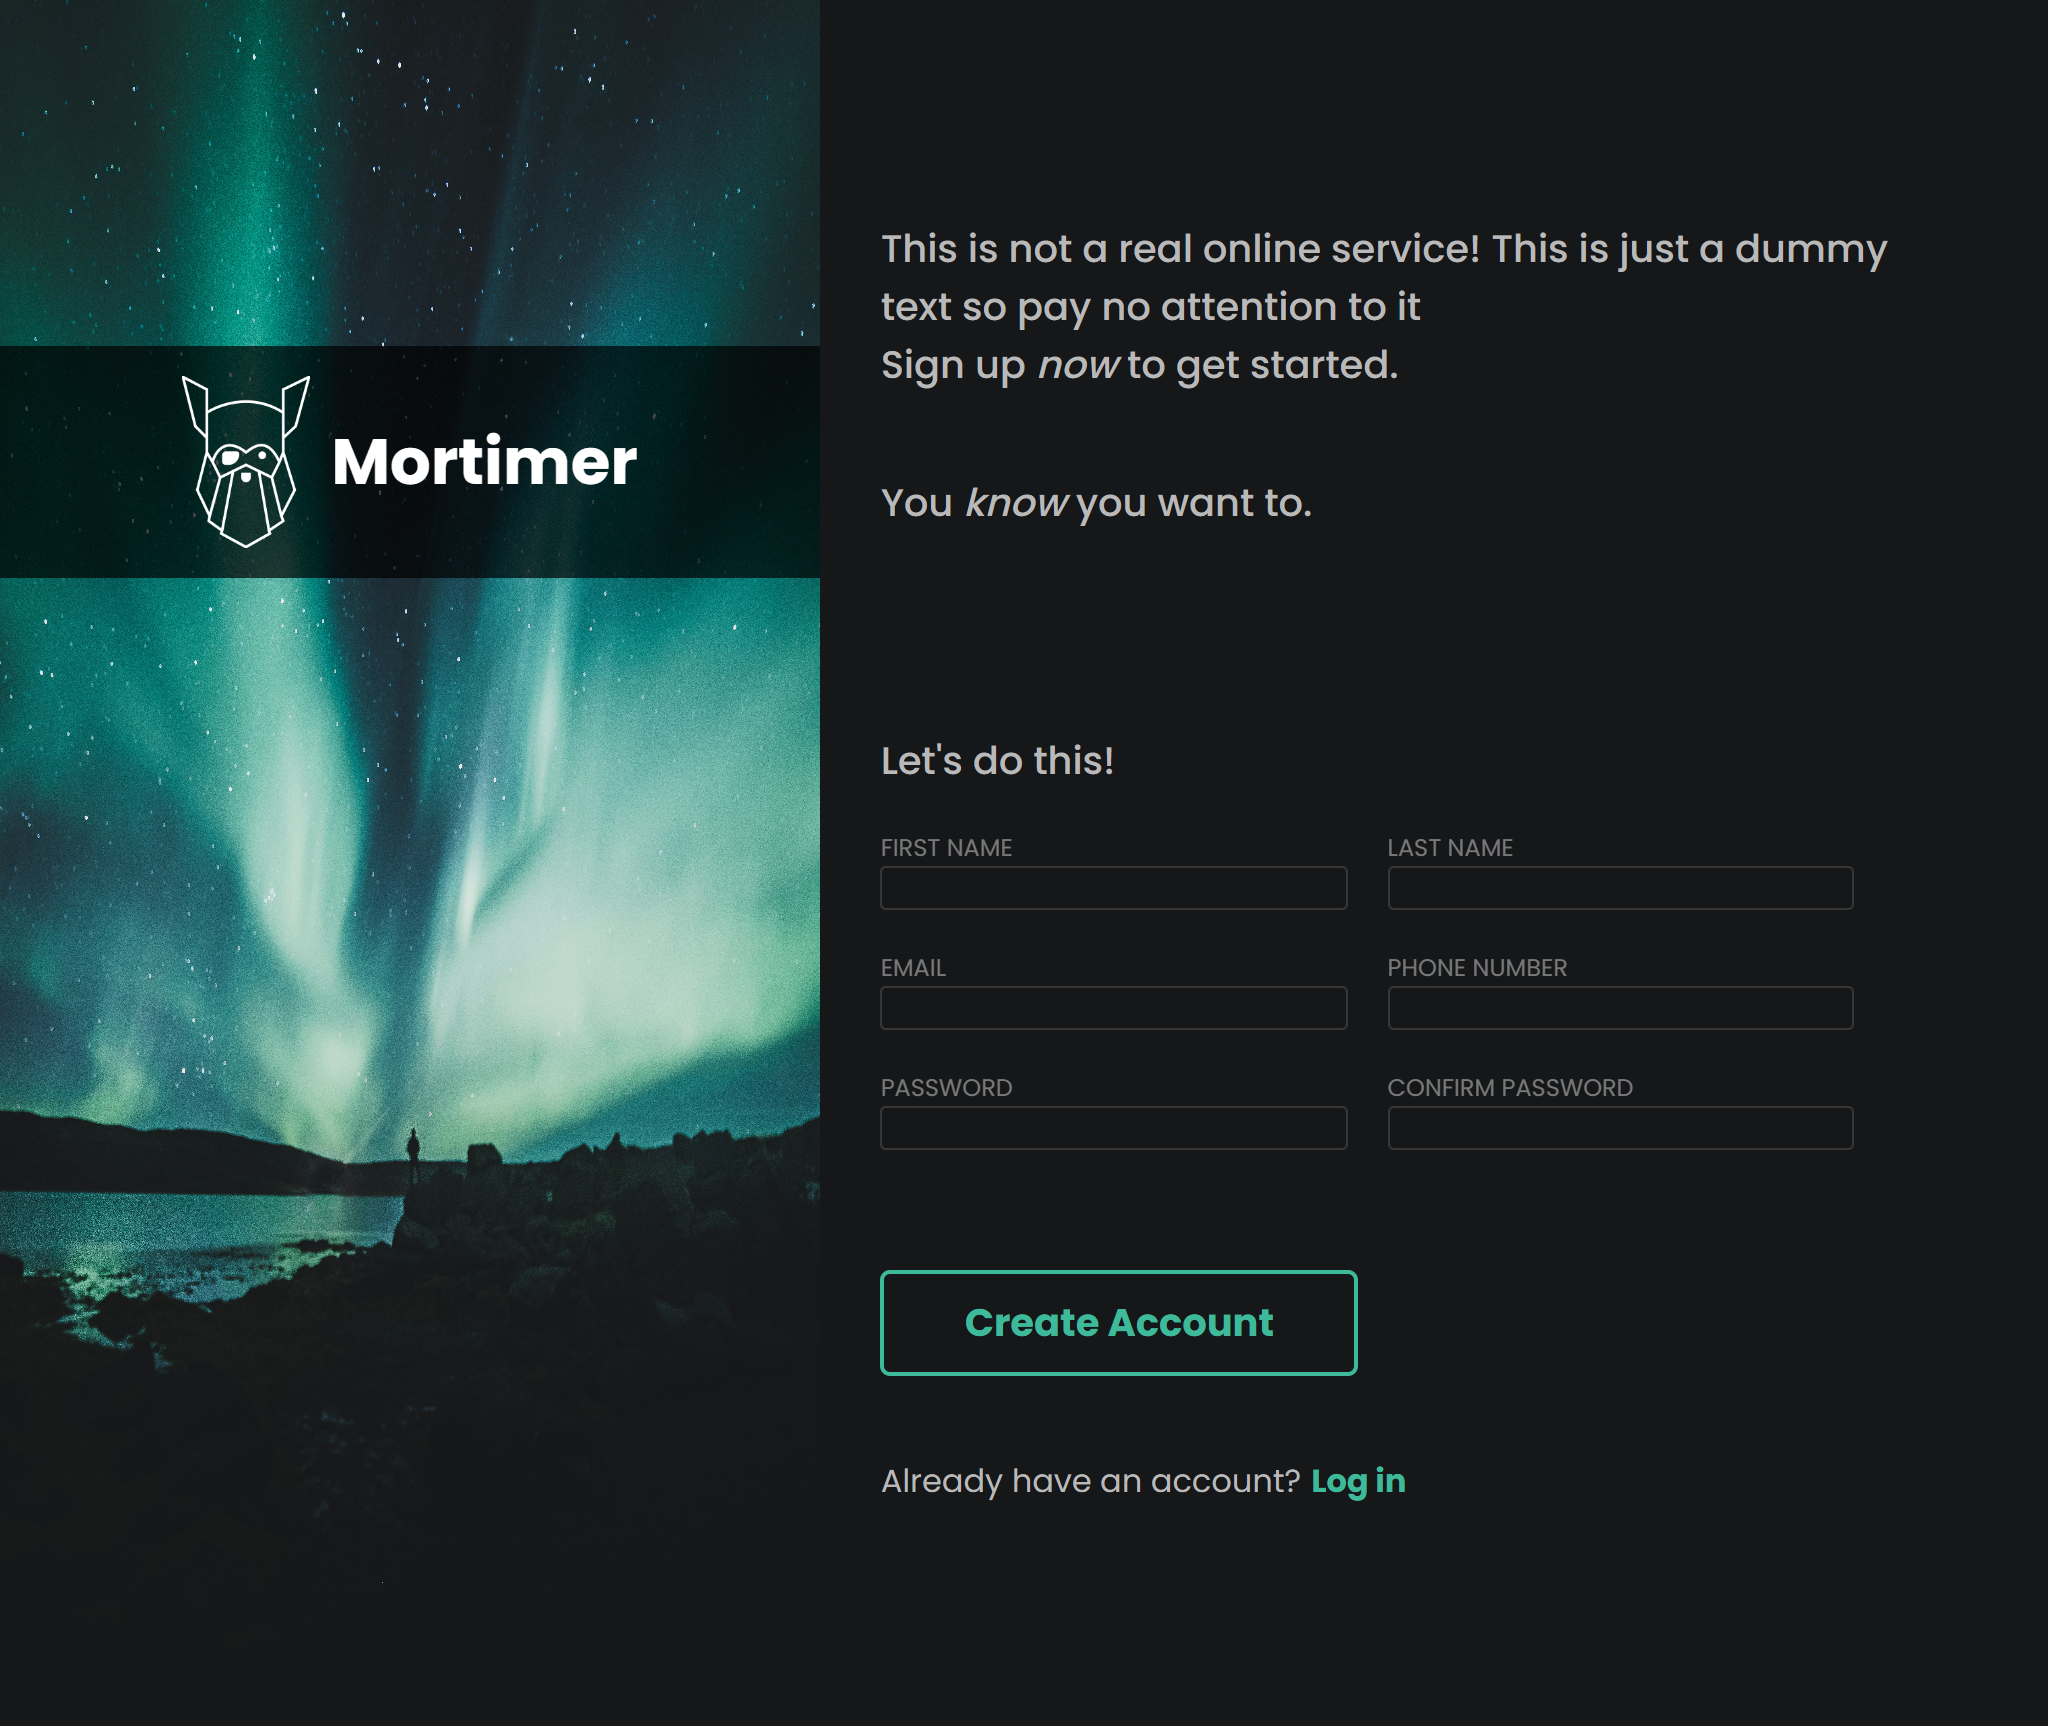 Mortimer
This is not a real online service! This is just a dummy
text so pay no attention to it
Sign up now to get started.
You know you want to.
Let's do this!
FIRST NAME
LAST NAME
EMAIL
PHONE NUMBER
PASSWORD
CONFIRM PASSWORD
Create Account
Already have an account? Log in